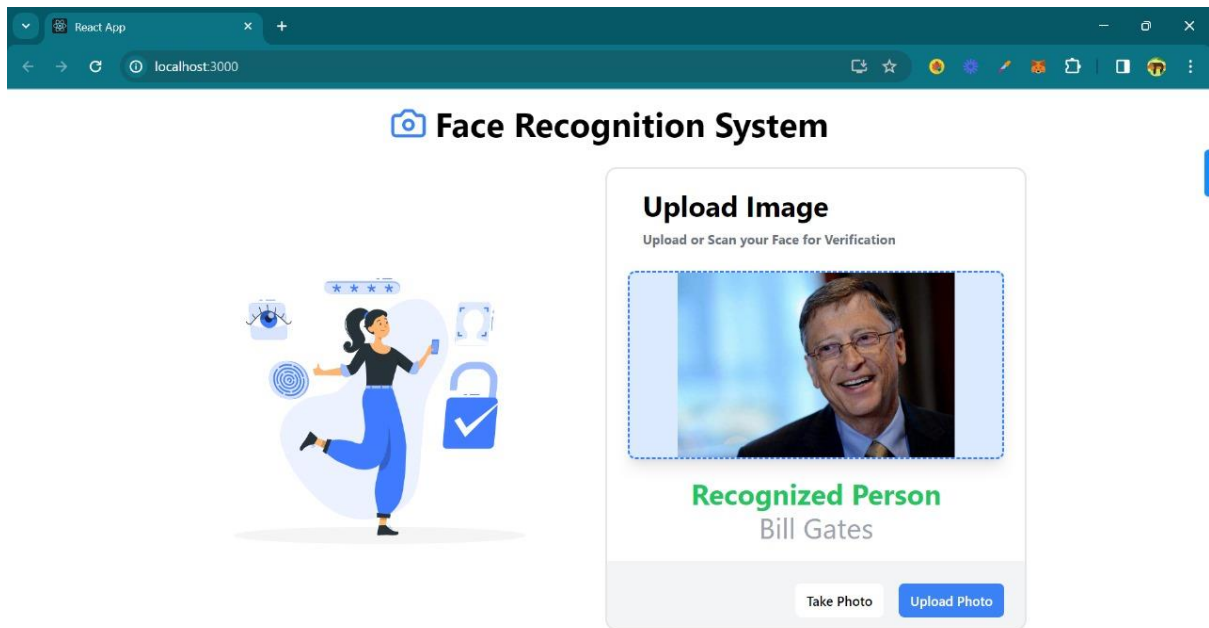 React App
localhost:3000
Face Recognition System
Upload Image
Upload or Scan your Face for Verification
* * * *
Recognized Person
Bill Gates
Take Photo
Upload Photo